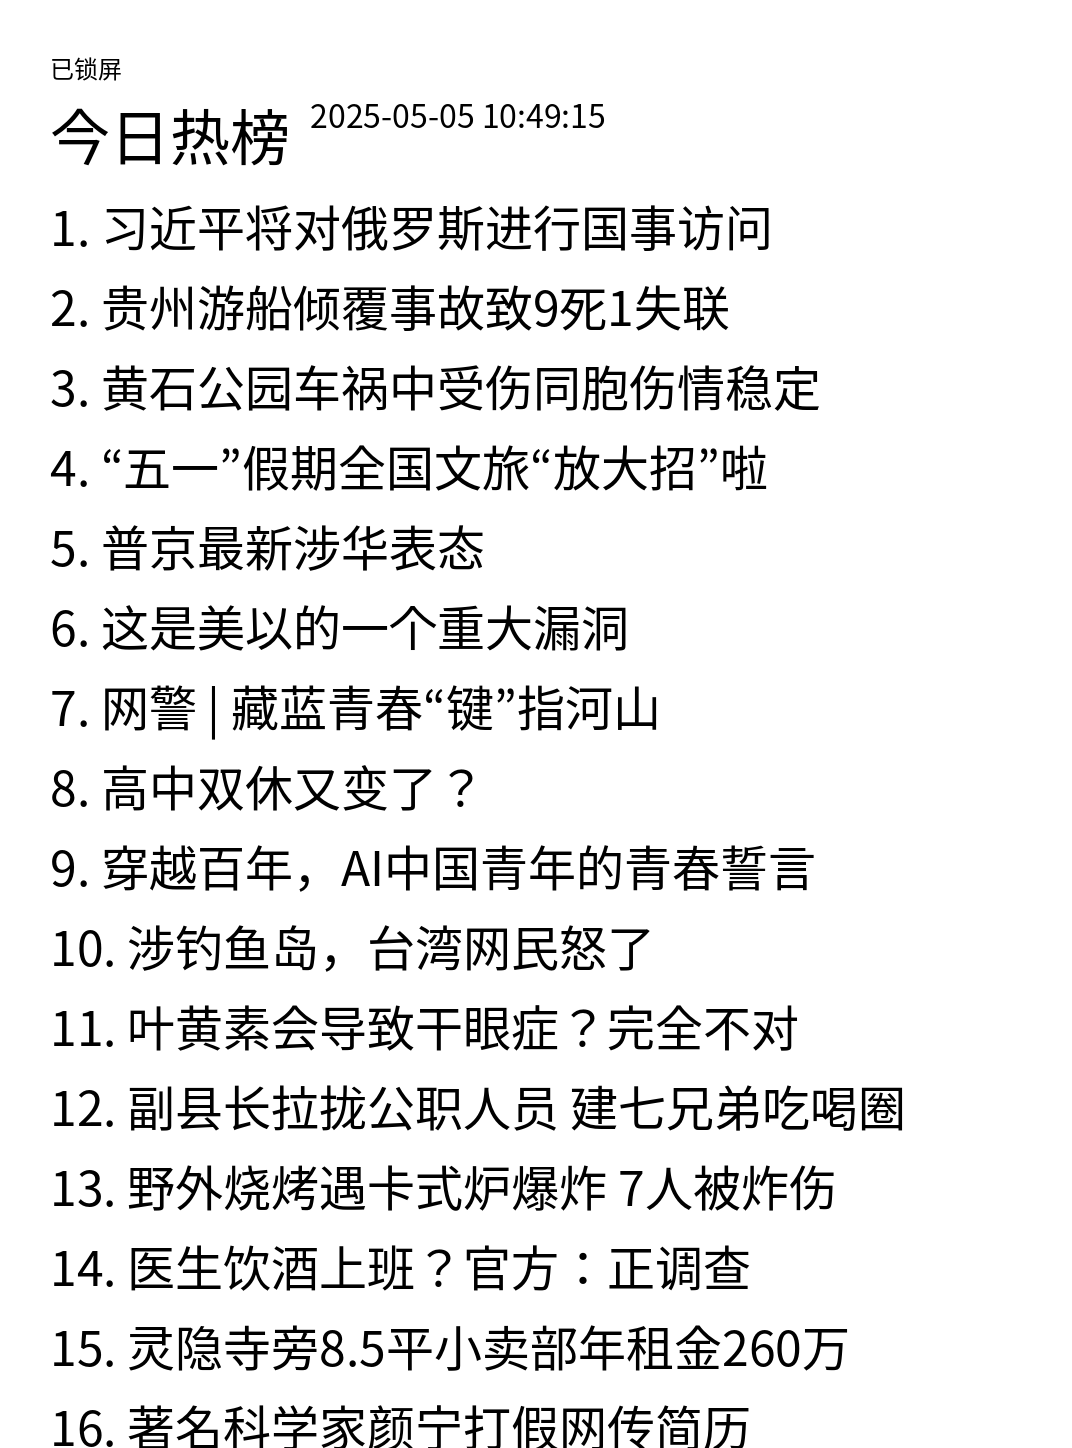 已锁屏
今日热榜 2025-05-05 10:49:15
1. 习近平将对俄罗斯进行国事访问
2. 贵州游船倾覆事故致9死1失联
3. 黄石公园车祸中受伤同胞伤情稳定
4. “五一”假期全国文旅“放大招”啦
5. 普京最新涉华表态
6. 这是美以的一个重大漏洞
7. 网警 | 藏蓝青春“键”指河山
8. 高中双休又变了？
9. 穿越百年，AI中国青年的青春誓言
10. 涉钓鱼岛，台湾网民怒了
11. 叶黄素会导致干眼症？完全不对
12. 副县长拉拢公职人员 建七兄弟吃喝圈
13. 野外烧烤遇卡式炉爆炸 7人被炸伤
14. 医生饮酒上班？官方：正调查
15. 灵隐寺旁8.5平小卖部年租金260万
16. 著名科学家颜宁打假网传简历